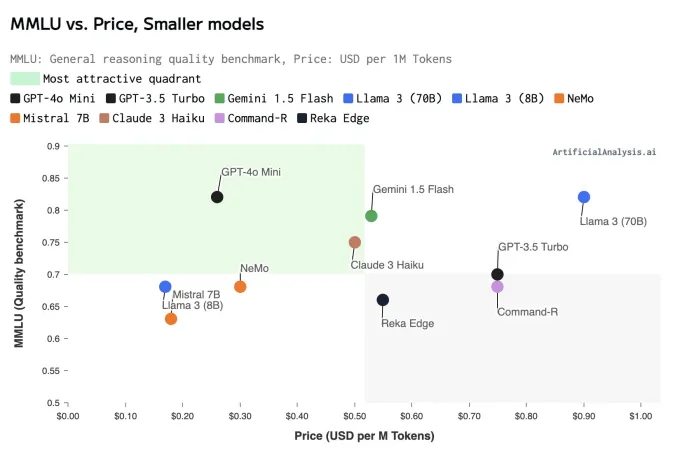 MMLU vs. Price, Smaller models
MMLU: General reasoning quality benchmark, Price: USD per 1M Tokens
Most attractive quadrant
GPT-4o Mini GPT-3.5 Turbo Gemini 1.5 Flash Llama 3 (70B) Llama 3 (8B) NeMo
Mistral 7B Claude 3 Haiku Command-R Reka Edge
0.9
ArtificialAnalysis.ai
GPT-4o Mini
0.85
Gemini 1.5 Flash
0.8
Llama 3 (70B)
0.75
GPT-3.5 Turbo
Claude 3 Haiku
NeMo
0.7
Mistral 7B
Llama 3 (8B)
0.65
Command-R
Reka Edge
0.6
0.55
0.5
MMLU (Quality benchmark)
$0.00 $0.10 $0.20 $0.30 $0.40 $0.50 $0.60 $0.70 $0.80 $0.90 $1.00
Price (USD per M Tokens)